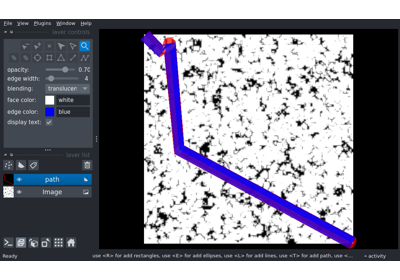 File View Plugins Window Help
layer controls
opacity: 0.70
edge width: 4
blending: translucen
face color: white
edge color: blue
display text:
layer list
path
Image
Ready
use <R> for add rectangles, use <E> for add ellipses, use <L> for add lines, use <T> for add path, use <...
activity